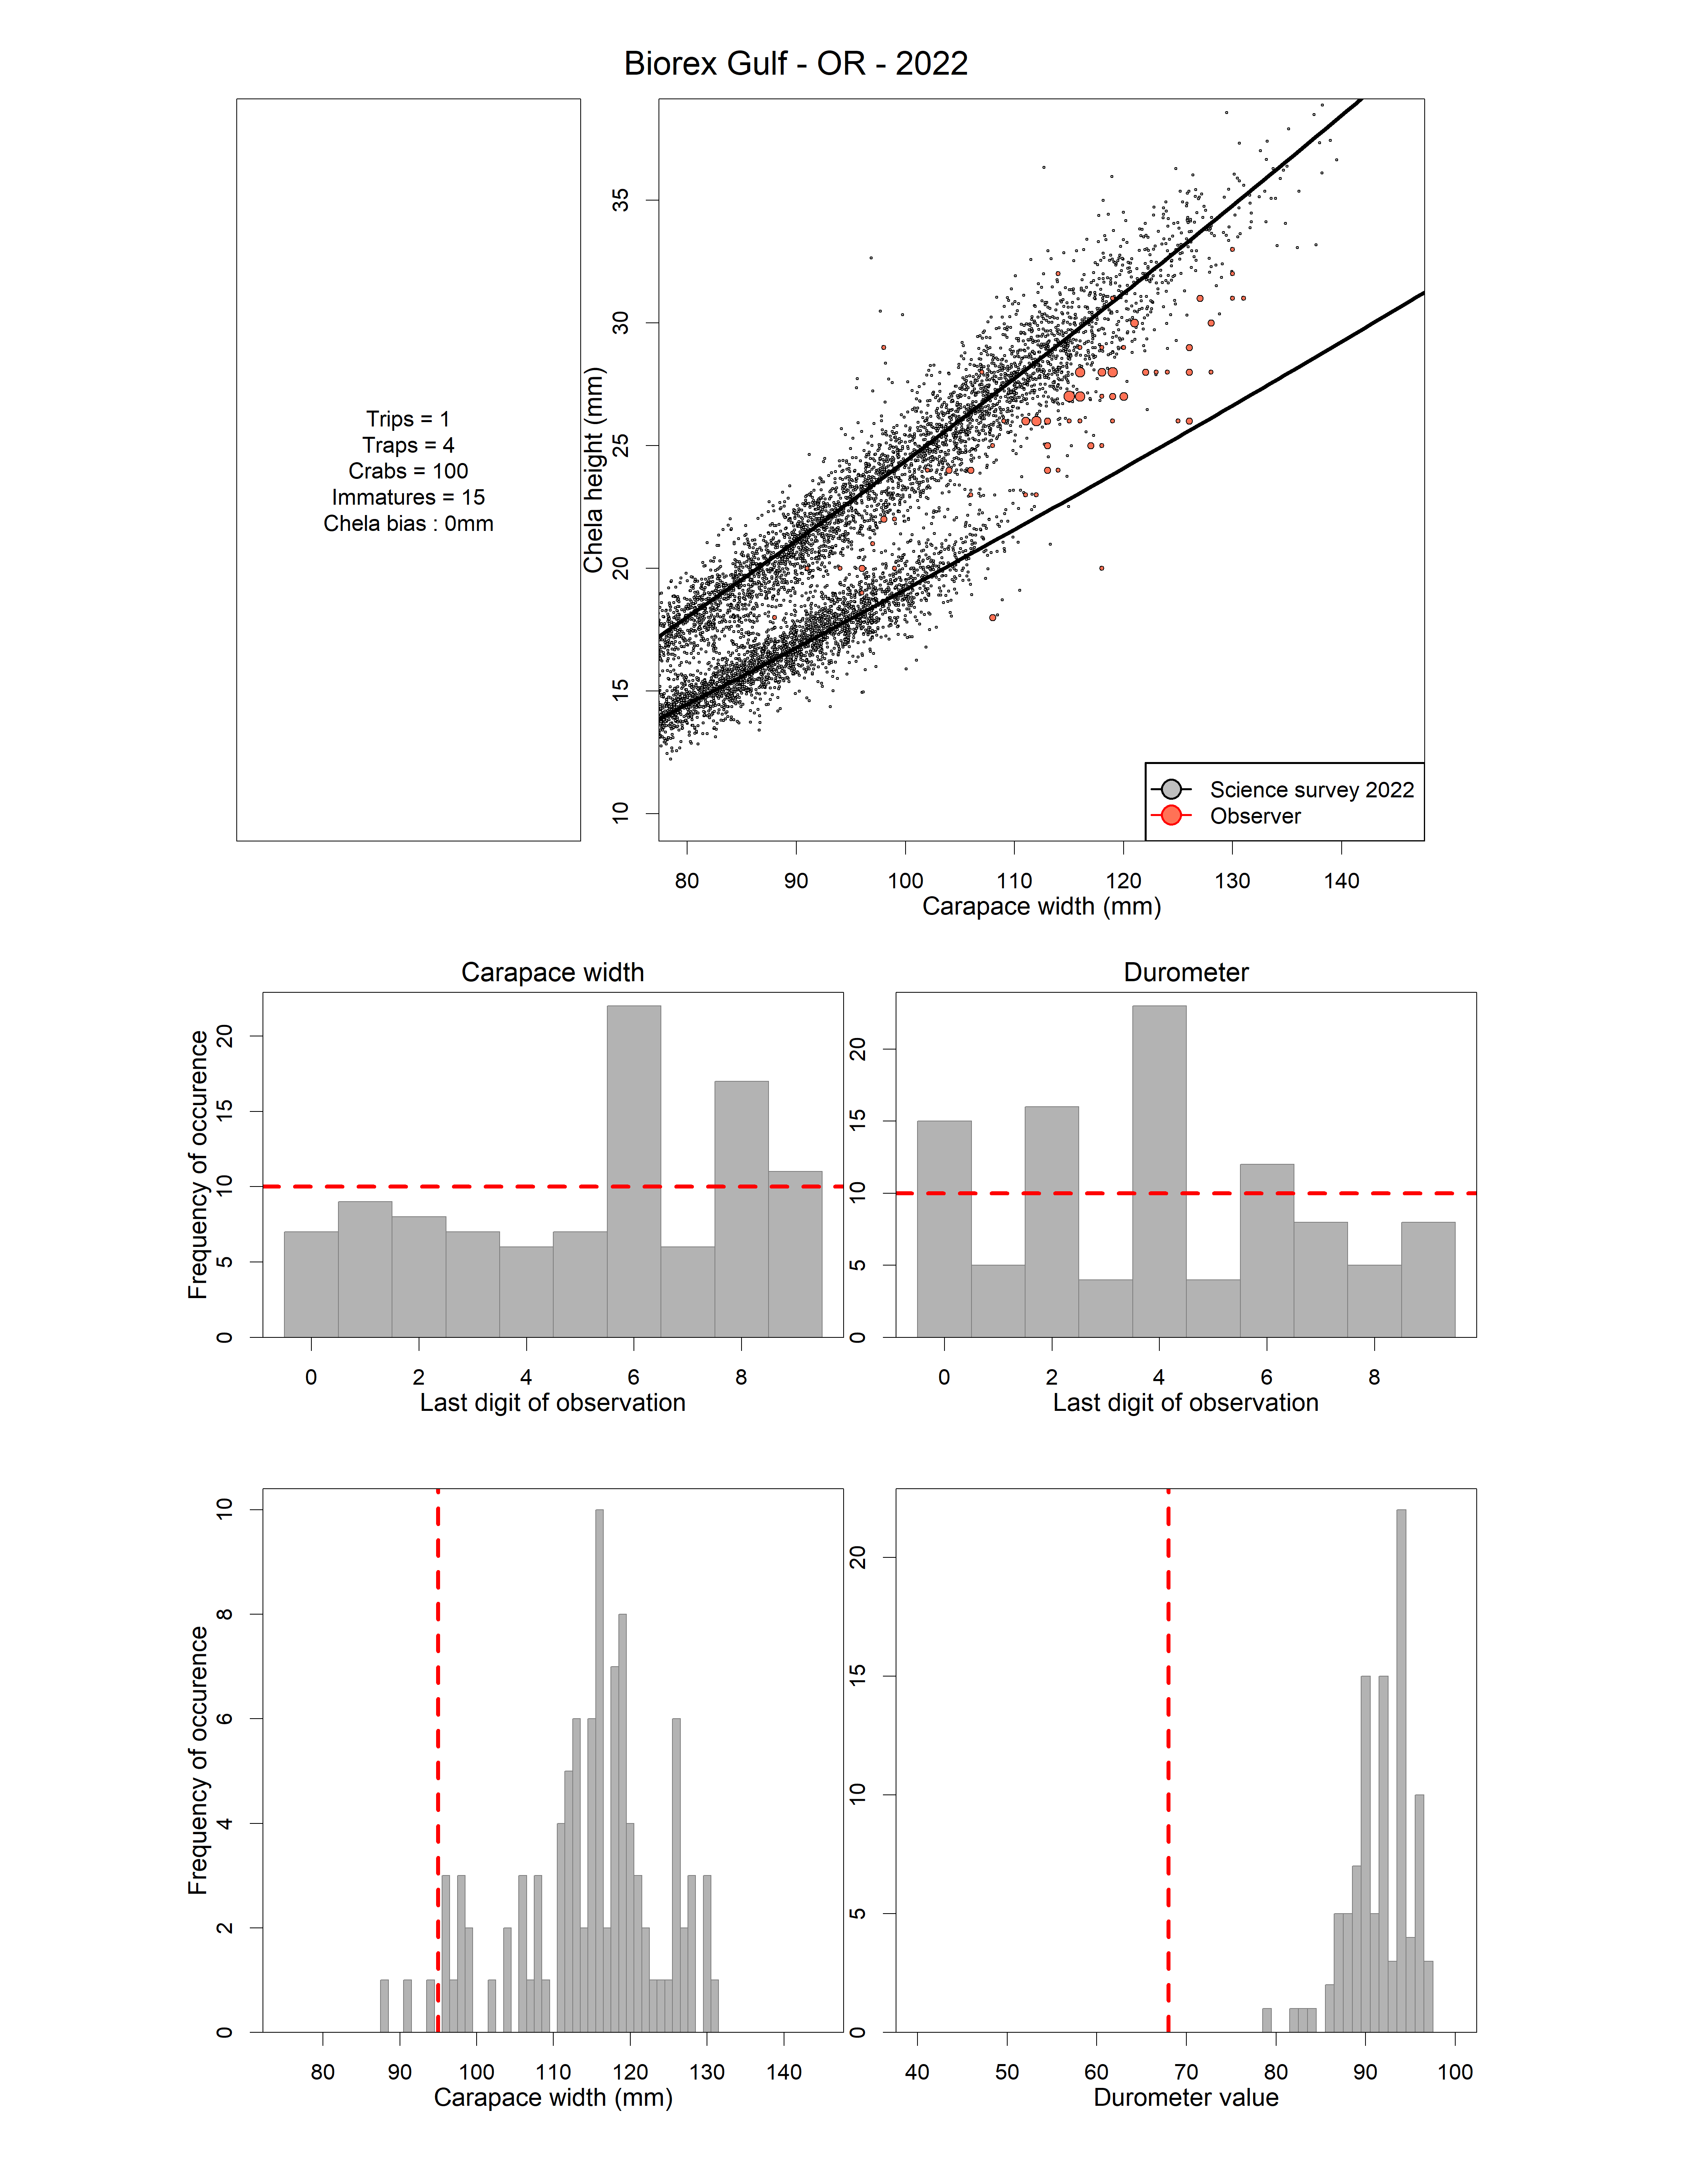 Biorex Gulf - OR - 2022
Trips = 1
Traps = 4
Crabs = 100
Immatures = 15
Chela bias : 0mm
Chela height (mm)
10 15 20 25 30 35
80 90 100 110 120 130 140
Carapace width (mm)
Science survey 2022
Observer
Carapace width
Frequency of occurence
0 5 10 15 20
0 2 4 6 8
Last digit of observation
Durometer
0 5 10 15 20
0 2 4 6 8
Last digit of observation
Frequency of occurence
0 2 4 6 8 10
80 90 100 110 120 130 140
Carapace width (mm)
0 5 10 15 20
40 50 60 70 80 90 100
Durometer value